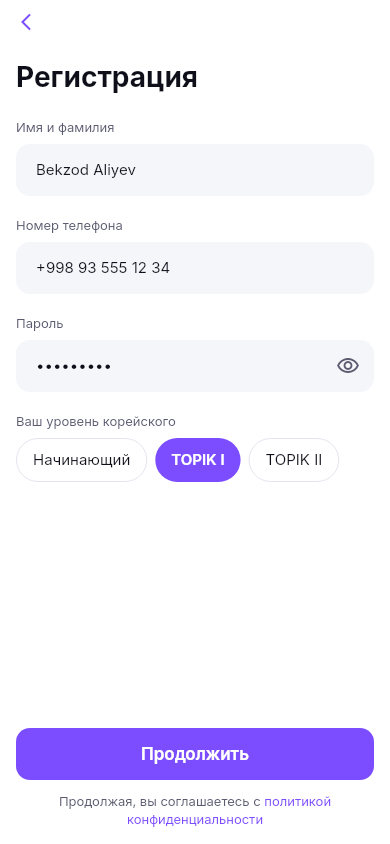 Регистрация
Имя и фамилия
Bekzod Aliyev
Номер телефона
+998 93 555 12 34
Пароль
•••••••••
Ваш уровень корейского
Начинающий TOPIK I TOPIK II
Продолжить
Продолжая, вы соглашаетесь с политикой
конфиденциальности